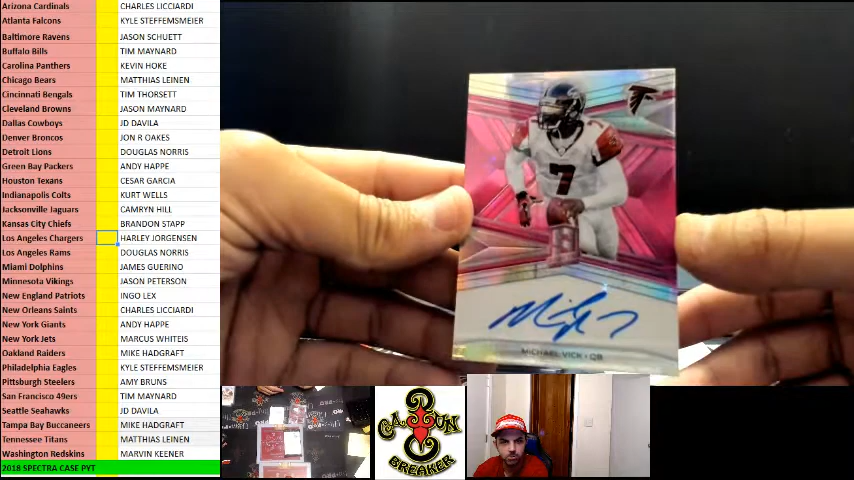 Arizona Cardinals CHARLES LICCIARDI
Atlanta Falcons KYLE STEFFEMSMEIER
Baltimore Ravens JASON SCHUETT
Buffalo Bills TIM MAYNARD
Carolina Panthers KEVIN HOKE
Chicago Bears MATTHIAS LEINEN
Cincinnati Bengals TIM THORSETT
Cleveland Browns JASON MAYNARD
Dallas Cowboys JD DAVILA
Denver Broncos JON R OAKES
Detroit Lions DOUGLAS NORRIS
Green Bay Packers ANDY HAPPE
Houston Texans CESAR GARCIA
Indianapolis Colts KURT WELLS
Jacksonville Jaguars CAMRYN HILL
Kansas City Chiefs BRANDON STAPP
Los Angeles Chargers HARLEY JORGENSEN
Los Angeles Rams DOUGLAS NORRIS
Miami Dolphins JAMES GUERINO
Minnesota Vikings JASON PETERSON
New England Patriots INGO LEX
New Orleans Saints CHARLES LICCIARDI
New York Giants ANDY HAPPE
New York Jets MARCUS WHITEIS
Oakland Raiders MIKE HADGRAFT
Philadelphia Eagles KYLE STEFFEMSMEIER
Pittsburgh Steelers AMY BRUNS
San Francisco 49ers TIM MAYNARD
Seattle Seahawks JD DAVILA
Tampa Bay Buccaneers MIKE HADGRAFT
Tennessee Titans MATTHIAS LEINEN
Washington Redskins MARVIN KEENER
2018 SPECTRA CASE PYT
7
MICHAEL VICK • QB
CAJUN
BREAKER